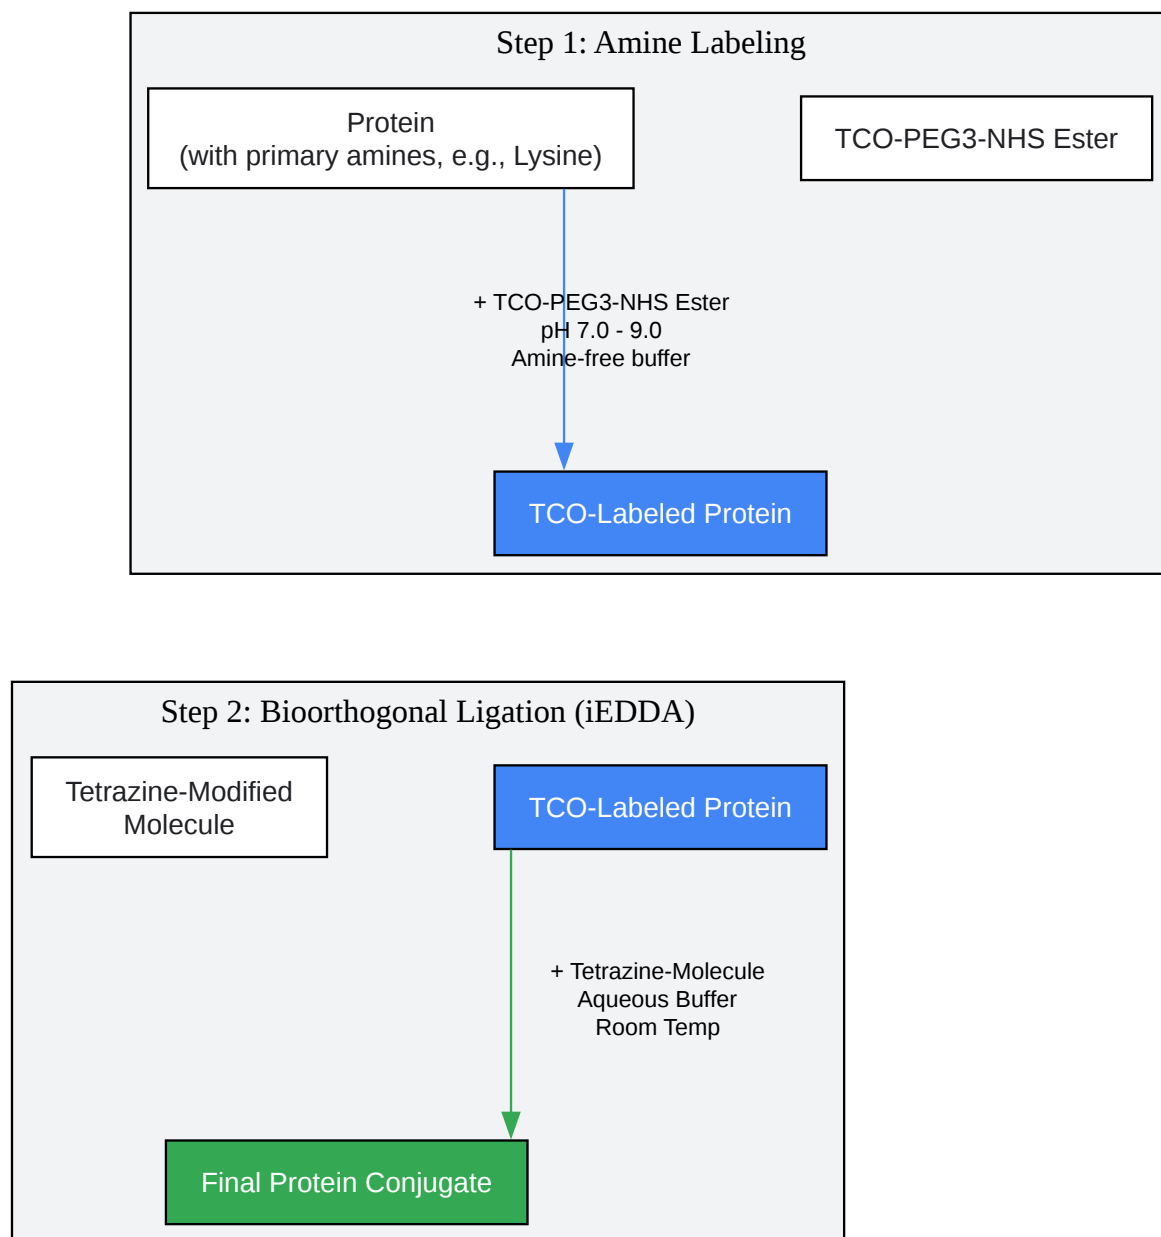 Step 1: Amine Labeling
Protein
(with primary amines, e.g., Lysine)
TCO-PEG3-NHS Ester
+ TCO-PEG3-NHS Ester
pH 7.0 - 9.0
Amine-free buffer
TCO-Labeled Protein
Step 2: Bioorthogonal Ligation (iEDDA)
Tetrazine-Modified
Molecule
TCO-Labeled Protein
+ Tetrazine-Molecule
Aqueous Buffer
Room Temp
Final Protein Conjugate